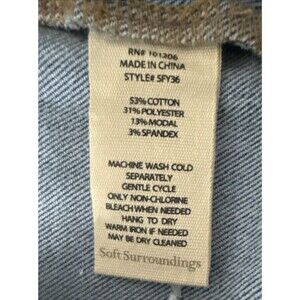 RN# 101206
MADE IN CHINA
STYLE# SFY36
53% COTTON
31% POLYESTER
13% MODAL
3% SPANDEX
MACHINE WASH COLD
SEPARATELY
GENTLE CYCLE
ONLY NON-CHLORINE
BLEACH WHEN NEEDED
HANG TO DRY
WARM IRON IF NEEDED
MAY BE DRY CLEANED
Soft Surroundings